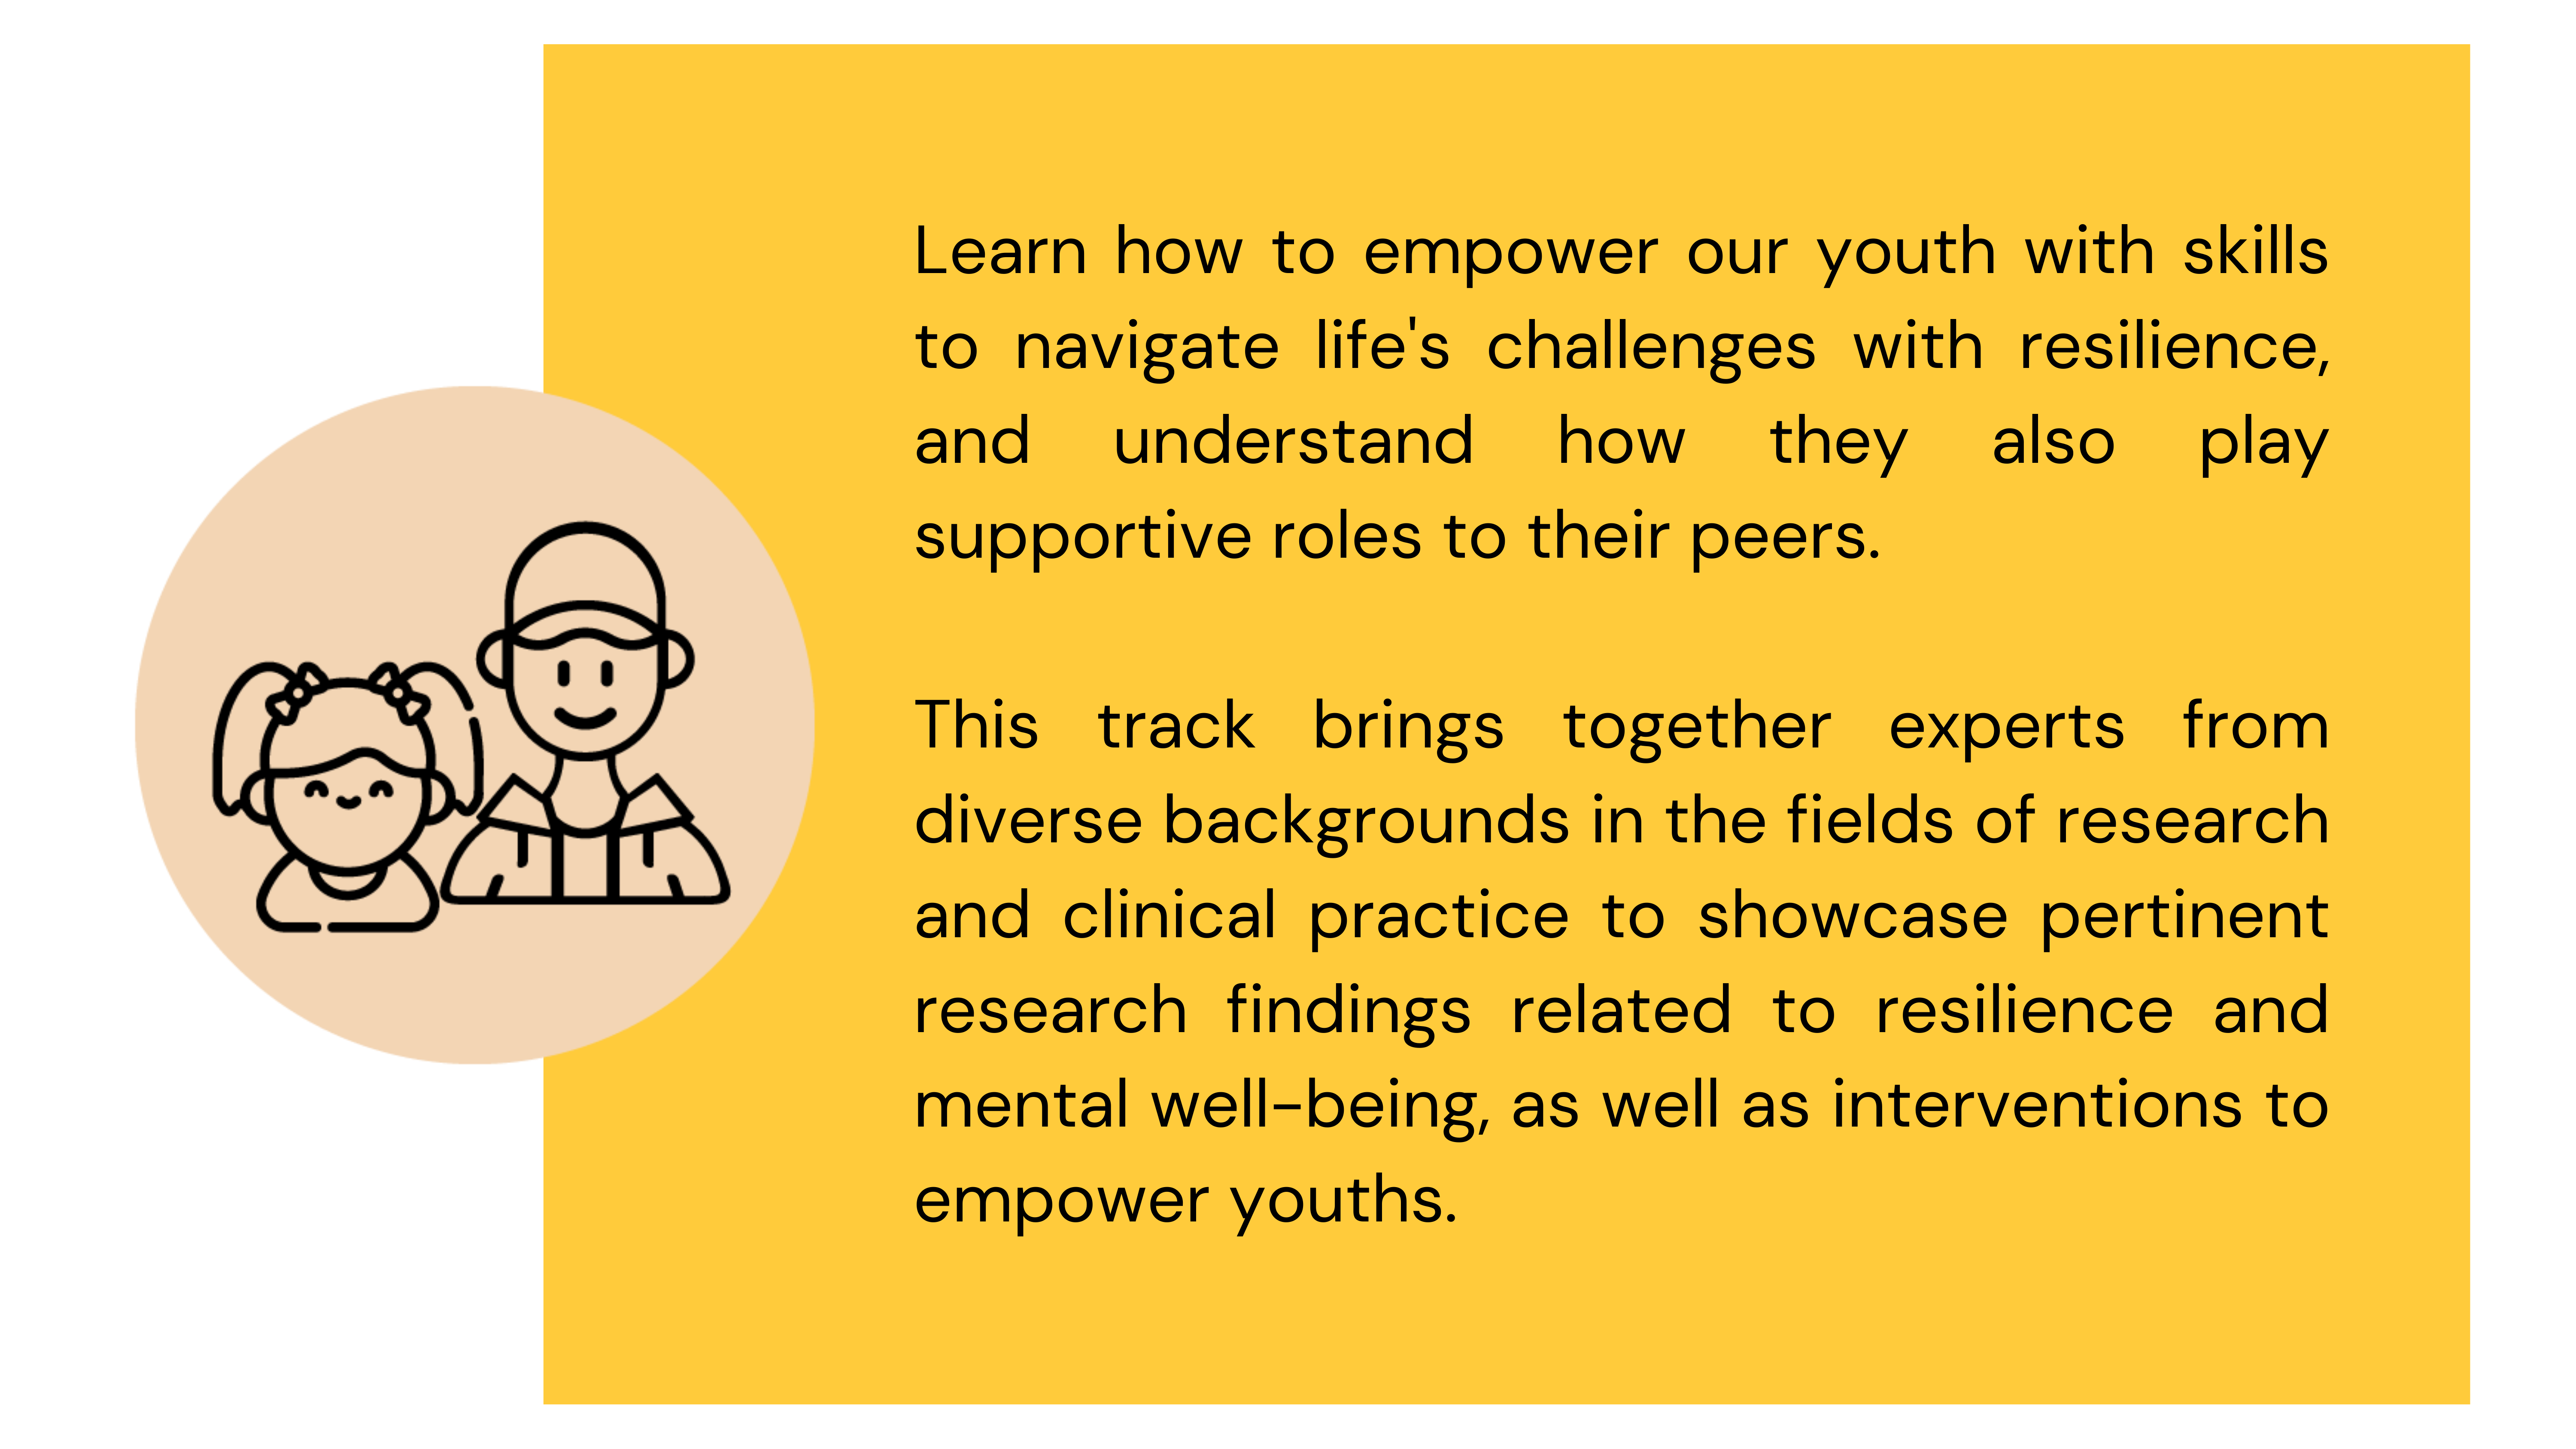 Learn how to empower our youth with skills
to navigate life's challenges with resilience,
and understand how they also play
supportive roles to their peers.
This track brings together experts from
diverse backgrounds in the fields of research
and clinical practice to showcase pertinent
research findings related to resilience and
mental well-being, as well as interventions to
empower youths.